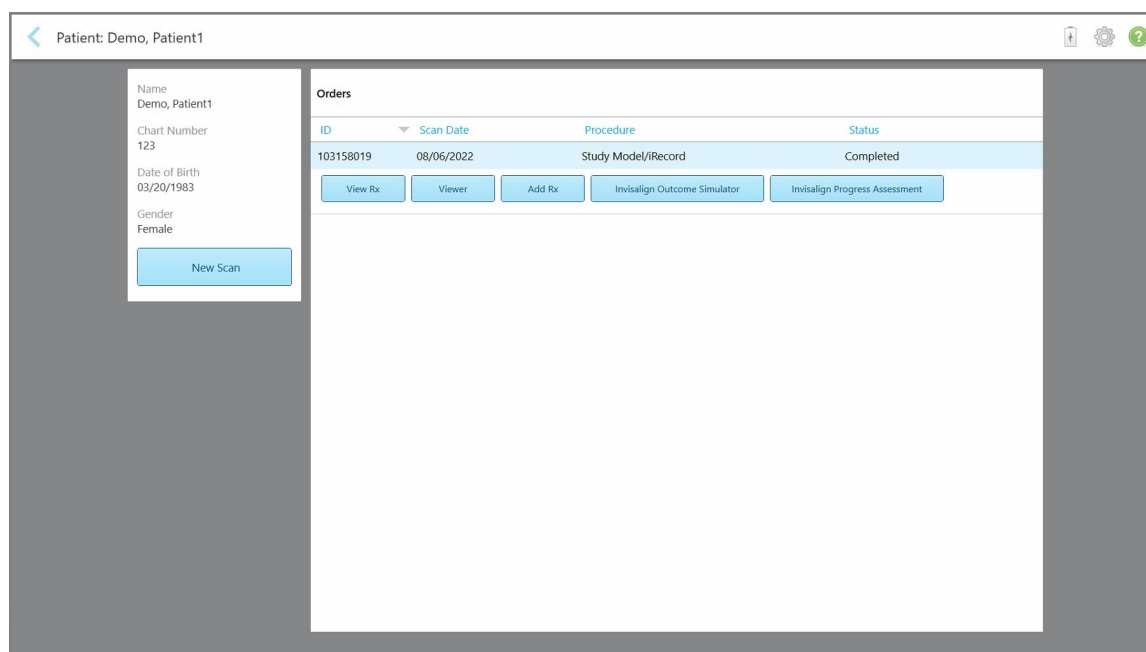 Patient: Demo, Patient1
?
Name
Demo, Patient1
Chart Number
123
Date of Birth
03/20/1983
Gender
Female
New Scan
Orders
ID Scan Date Procedure Status
103158019 08/06/2022 Study Model/iRecord Completed
View Rx Viewer Add Rx Invisalign Outcome Simulator Invisalign Progress Assessment